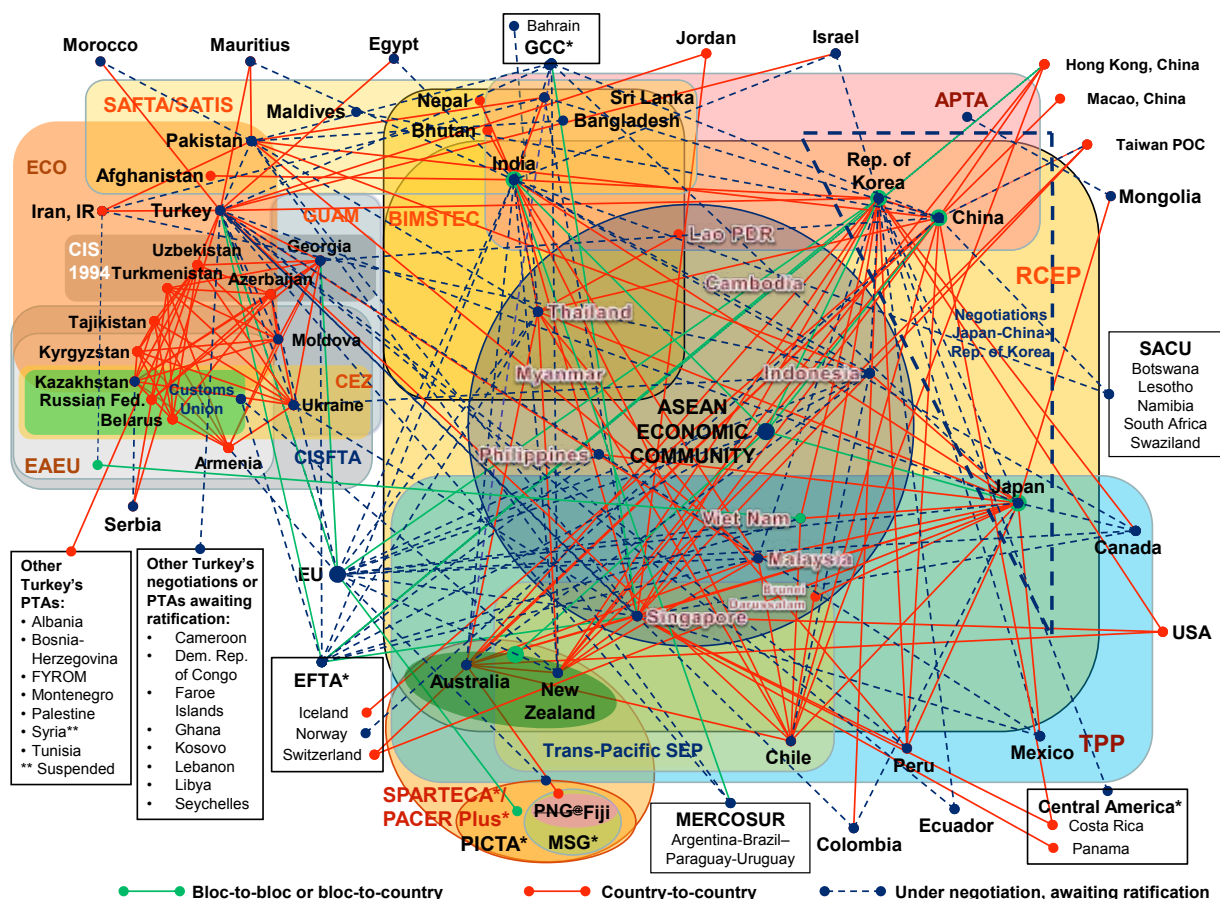 Morocco
Mauritius
Egypt
Bahrain
GCC*
Jordan
Israel
Hong Kong, China
Macao, China
Taiwan POC
Mongolia
SAFTA/SATIS
Maldives
Nepal
Sri Lanka
Bhutan
Bangladesh
APTA
Pakistan
India
Rep. of
Korea
China
ECO
Afghanistan
Iran, IR
Turkey
GUAM
BIMSTEC
Lao PDR
RCEP
CIS
1994
Uzbekistan
Georgia
Turkmenistan
Azerbaijan
Cambodia
Thailand
Negotiations
Japan-China-
Rep. of Korea
Tajikistan
Moldova
Kyrgyzstan
Myanmar
Indonesia
SACU
Botswana
Lesotho
Namibia
South Africa
Swaziland
Kazakhstan
Customs
Union
CEZ
Russian Fed.
Ukraine
Belarus
ASEAN
ECONOMIC
COMMUNITY
EAEU
Armenia
CISFTA
Philippines
Serbia
Japan
Viet Nam
Canada
Malaysia
EU
Brunei
Darussalam
Singapore
USA
Other
Turkey's
PTAs:
• Albania
• Bosnia-
Herzegovina
• FYROM
• Montenegro
• Palestine
• Syria**
• Tunisia
** Suspended
Other Turkey's
negotiations or
PTAs awaiting
ratification:
• Cameroon
• Dem. Rep.
of Congo
• Faroe
Islands
• Ghana
• Kosovo
• Lebanon
• Libya
• Seychelles
EFTA*
Iceland
Norway
Switzerland
Australia
New
Zealand
Trans-Pacific SEP
Chile
Peru
Mexico
TPP
SPARTECA*/
PACER Plus*
PICTA*
PNG@Fiji
MSG*
MERCOSUR
Argentina-Brazil–
Paraguay-Uruguay
Colombia
Ecuador
Central America*
Costa Rica
Panama
Bloc-to-bloc or bloc-to-country
Country-to-country
Under negotiation, awaiting ratification